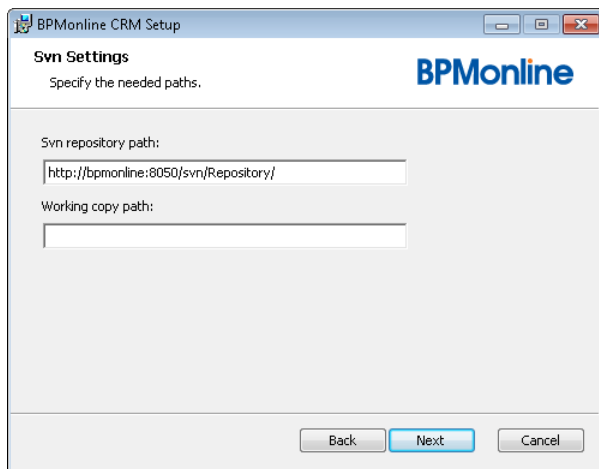 BPMonline CRM Setup
Svn Settings
Specify the needed paths.
BPMonline
Svn repository path:
http://bpmonline:8050/svn/Repository/
Working copy path:
Back
Next
Cancel